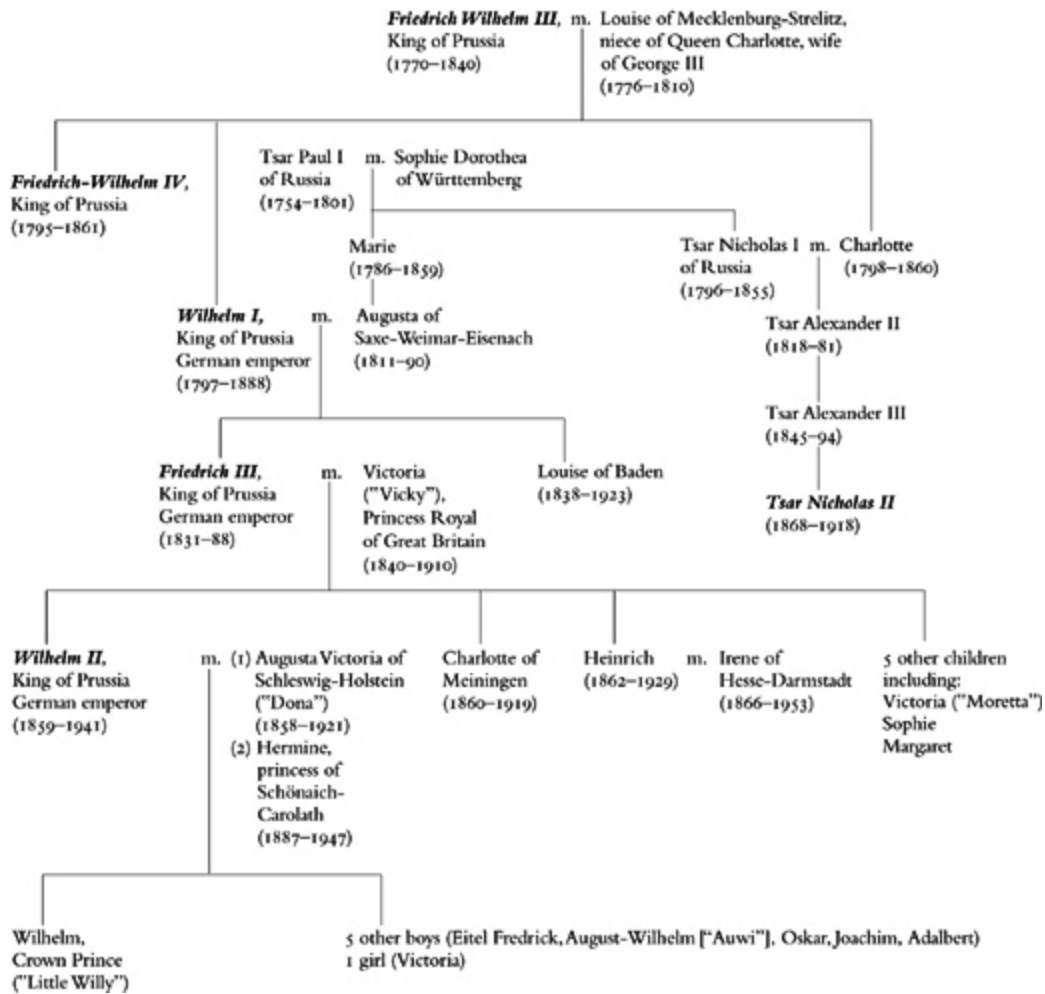 Friedrich Wilhelm III, m. Louise of Mecklenburg-Strelitz,
King of Prussia niece of Queen Charlotte, wife
(1770–1840) of George III
(1776–1810)
Friedrich-Wilhelm IV,
King of Prussia
(1795–1861)
Tsar Paul I m. Sophie Dorothea
of Russia of Württemberg
(1754–1801)
Marie
(1786–1859)
Tsar Nicholas I m. Charlotte
of Russia (1798–1860)
(1796–1855)
Wilhelm I, m. Augusta of
King of Prussia Saxe-Weimar-Eisenach
German emperor (1811–90)
(1797–1888)
Tsar Alexander II
(1818–81)
Tsar Alexander III
(1845–94)
Tsar Nicholas II
(1868–1918)
Friedrich III, m. Victoria
King of Prussia ("Vicky"),
German emperor Princess Royal
(1831–88) of Great Britain
(1840–1910)
Louise of Baden
(1838–1923)
Wilhelm II, m. (1) Augusta Victoria of
King of Prussia Schleswig-Holstein
German emperor ("Dona")
(1859–1941) (1858–1921)
(2) Hermine,
princess of
Schönaich-
Carolath
(1887–1947)
Charlotte of
Meiningen
(1860–1919)
Heinrich m. Irene of
(1862–1929) Hesse-Darmstadt
(1866–1953)
5 other children
including:
Victoria ("Moretta")
Sophie
Margaret
Wilhelm,
Crown Prince
("Little Willy")
5 other boys (Eitel Fredrick, August-Wilhelm ["Auwi"], Oskar, Joachim, Adalbert)
1 girl (Victoria)